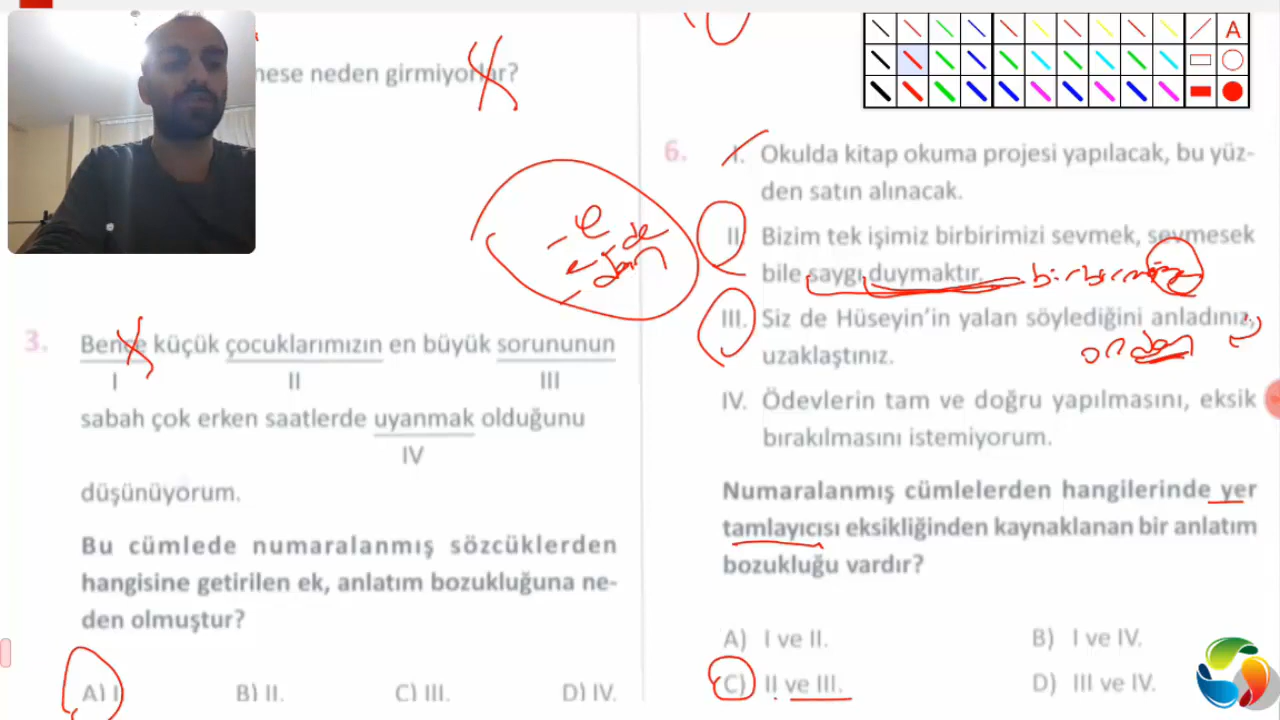 nese neden girmiyorlar?
3. Bence küçük çocuklarımızın en büyük sorununun
I II III
sabah çok erken saatlerde uyanmak olduğunu
IV
düşünüyorum.
Bu cümlede numaralanmış sözcüklerden
hangisine getirilen ek, anlatım bozukluğuna ne-
den olmuştur?
A) I B) II. C) III. D) IV.
-e
-de
-den
A
6. I. Okulda kitap okuma projesi yapılacak, bu yüz-
den satın alınacak.
II. Bizim tek işimiz birbirimizi sevmek, sevmesek
bile saygı duymaktır.
III. Siz de Hüseyin'in yalan söylediğini anladınız,
uzaklaştınız.
ondan
IV. Ödevlerin tam ve doğru yapılmasını, eksik
bırakılmasını istemiyorum.
Numaralanmış cümlelerden hangilerinde yer
tamlayıcısı eksikliğinden kaynaklanan bir anlatım
bozukluğu vardır?
A) I ve II. B) I ve IV.
C) II ve III. D) III ve IV.